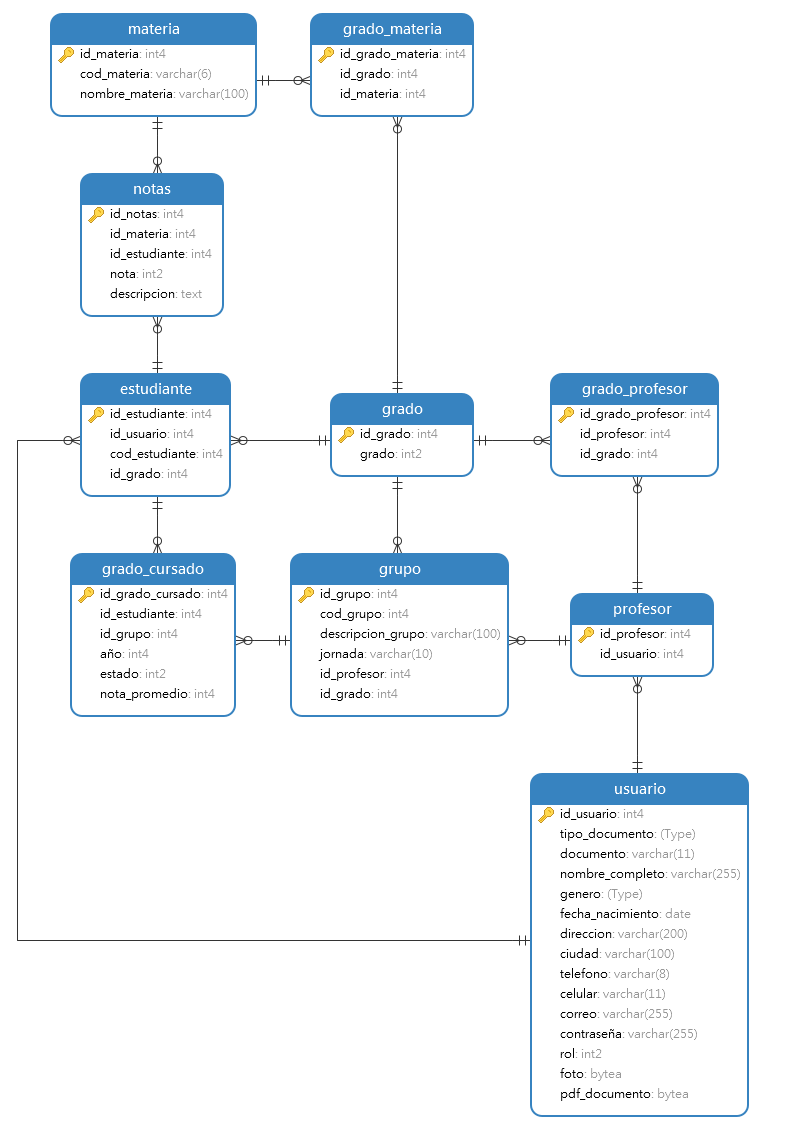 materia
id_materia: int4
cod_materia: varchar(6)
nombre_materia: varchar(100)
grado_materia
id_grado_materia: int4
id_grado: int4
id_materia: int4
notas
id_notas: int4
id_materia: int4
id_estudiante: int4
nota: int2
descripcion: text
estudiante
id_estudiante: int4
id_usuario: int4
cod_estudiante: int4
id_grado: int4
grado
id_grado: int4
grado: int2
grado_profesor
id_grado_profesor: int4
id_profesor: int4
id_grado: int4
grado_cursado
id_grado_cursado: int4
id_estudiante: int4
id_grupo: int4
año: int4
estado: int2
nota_promedio: int4
grupo
id_grupo: int4
cod_grupo: int4
descripcion_grupo: varchar(100)
jornada: varchar(10)
id_profesor: int4
id_grado: int4
profesor
id_profesor: int4
id_usuario: int4
usuario
id_usuario: int4
tipo_documento: (Type)
documento: varchar(11)
nombre_completo: varchar(255)
genero: (Type)
fecha_nacimiento: date
direccion: varchar(200)
ciudad: varchar(100)
telefono: varchar(8)
celular: varchar(11)
correo: varchar(255)
contraseña: varchar(255)
rol: int2
foto: bytea
pdf_documento: bytea